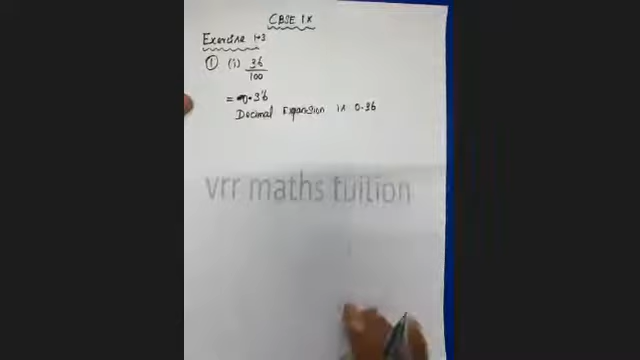 CBSE IX
Exercise 1.3
① (i) 36
100
= 0.36
Decimal Expansion is 0.36
vrr maths tuition